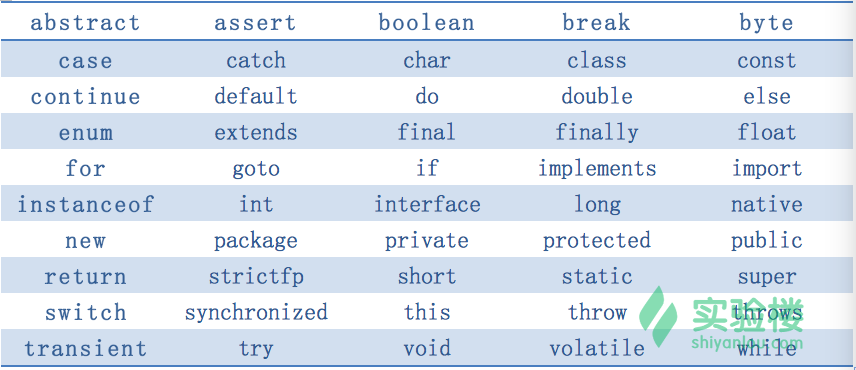 abstract assert boolean break byte
case catch char class const
continue default do double else
enum extends final finally float
for goto if implements import
instanceof int interface long native
new package private protected public
return strictfp short static super
switch synchronized this throw throws
实验楼
shiyanlou.com
transient try void volatile while